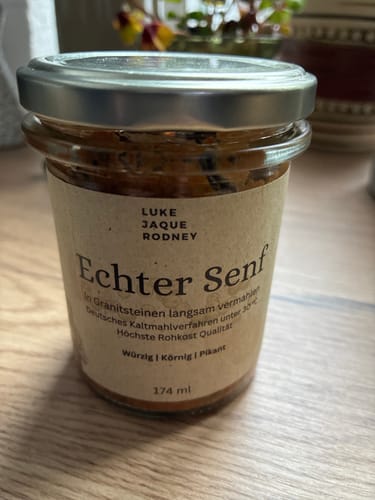 LUKE
JAQUE
RODNEY
Echter Senf
in Granitsteinen langsam vermahlen
Deutsches Kaltmahlverfahren unter 30°C
Höchste Rohkost Qualität
Würzig | Körnig | Pikant
174 ml